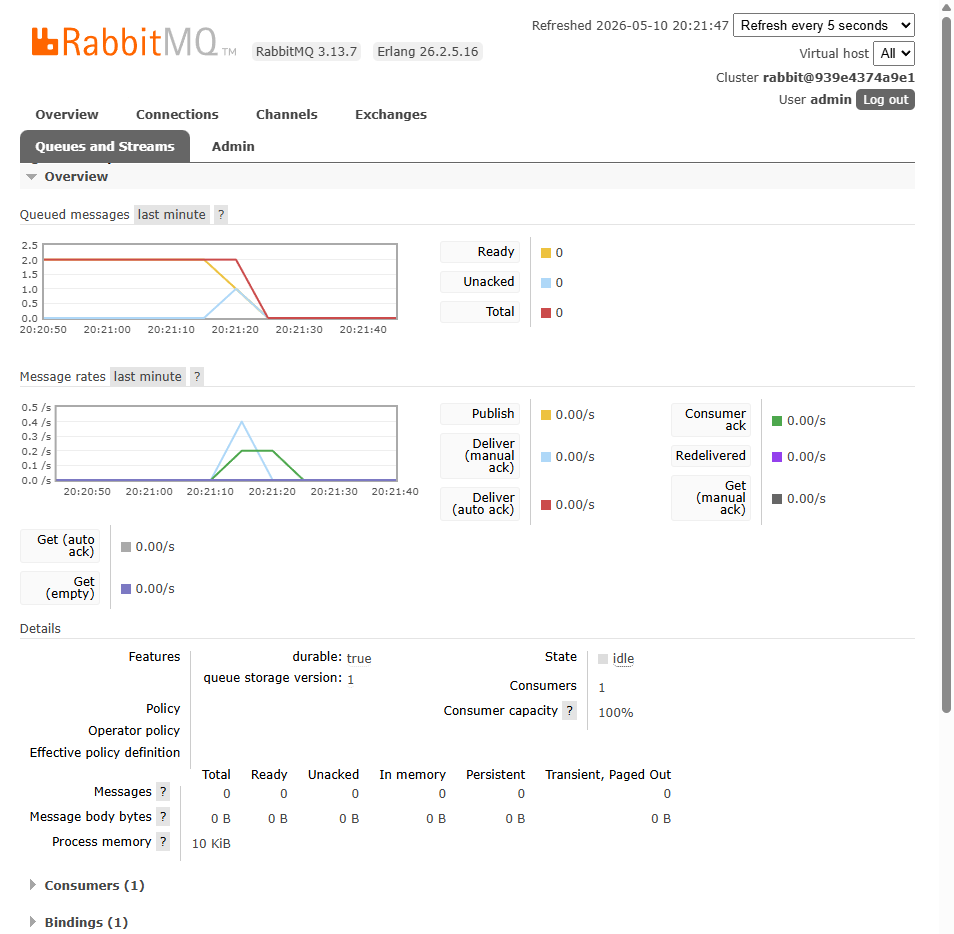 RabbitMQ TM RabbitMQ 3.13.7 Erlang 26.2.5.16
Refreshed 2026-05-10 20:21:47 Refresh every 5 seconds
Virtual host All
Cluster rabbit@939e4374a9e1
User admin Log out
Overview Connections Channels Exchanges
Queues and Streams Admin
Overview
Queued messages last minute ?
2.5
2.0
1.5
1.0
0.5
0.0
20:20:50 20:21:00 20:21:10 20:21:20 20:21:30 20:21:40
Ready 0
Unacked 0
Total 0
Message rates last minute ?
0.5 /s
0.4 /s
0.3 /s
0.2 /s
0.1 /s
0.0 /s
20:20:50 20:21:00 20:21:10 20:21:20 20:21:30 20:21:40
Publish 0.00/s
Deliver
(manual 0.00/s
ack)
Deliver
(auto ack) 0.00/s
Consumer
ack 0.00/s
Redelivered 0.00/s
Get
(manual 0.00/s
ack)
Get (auto
ack) 0.00/s
Get
(empty) 0.00/s
Details
Features durable: true
queue storage version: 1
Policy
Operator policy
Effective policy definition
State idle
Consumers 1
Consumer capacity ? 100%
Total Ready Unacked In memory Persistent Transient, Paged Out
Messages ? 0 0 0 0 0 0
Message body bytes ? 0 B 0 B 0 B 0 B 0 B 0 B
Process memory ? 10 KiB
Consumers (1)
Bindings (1)